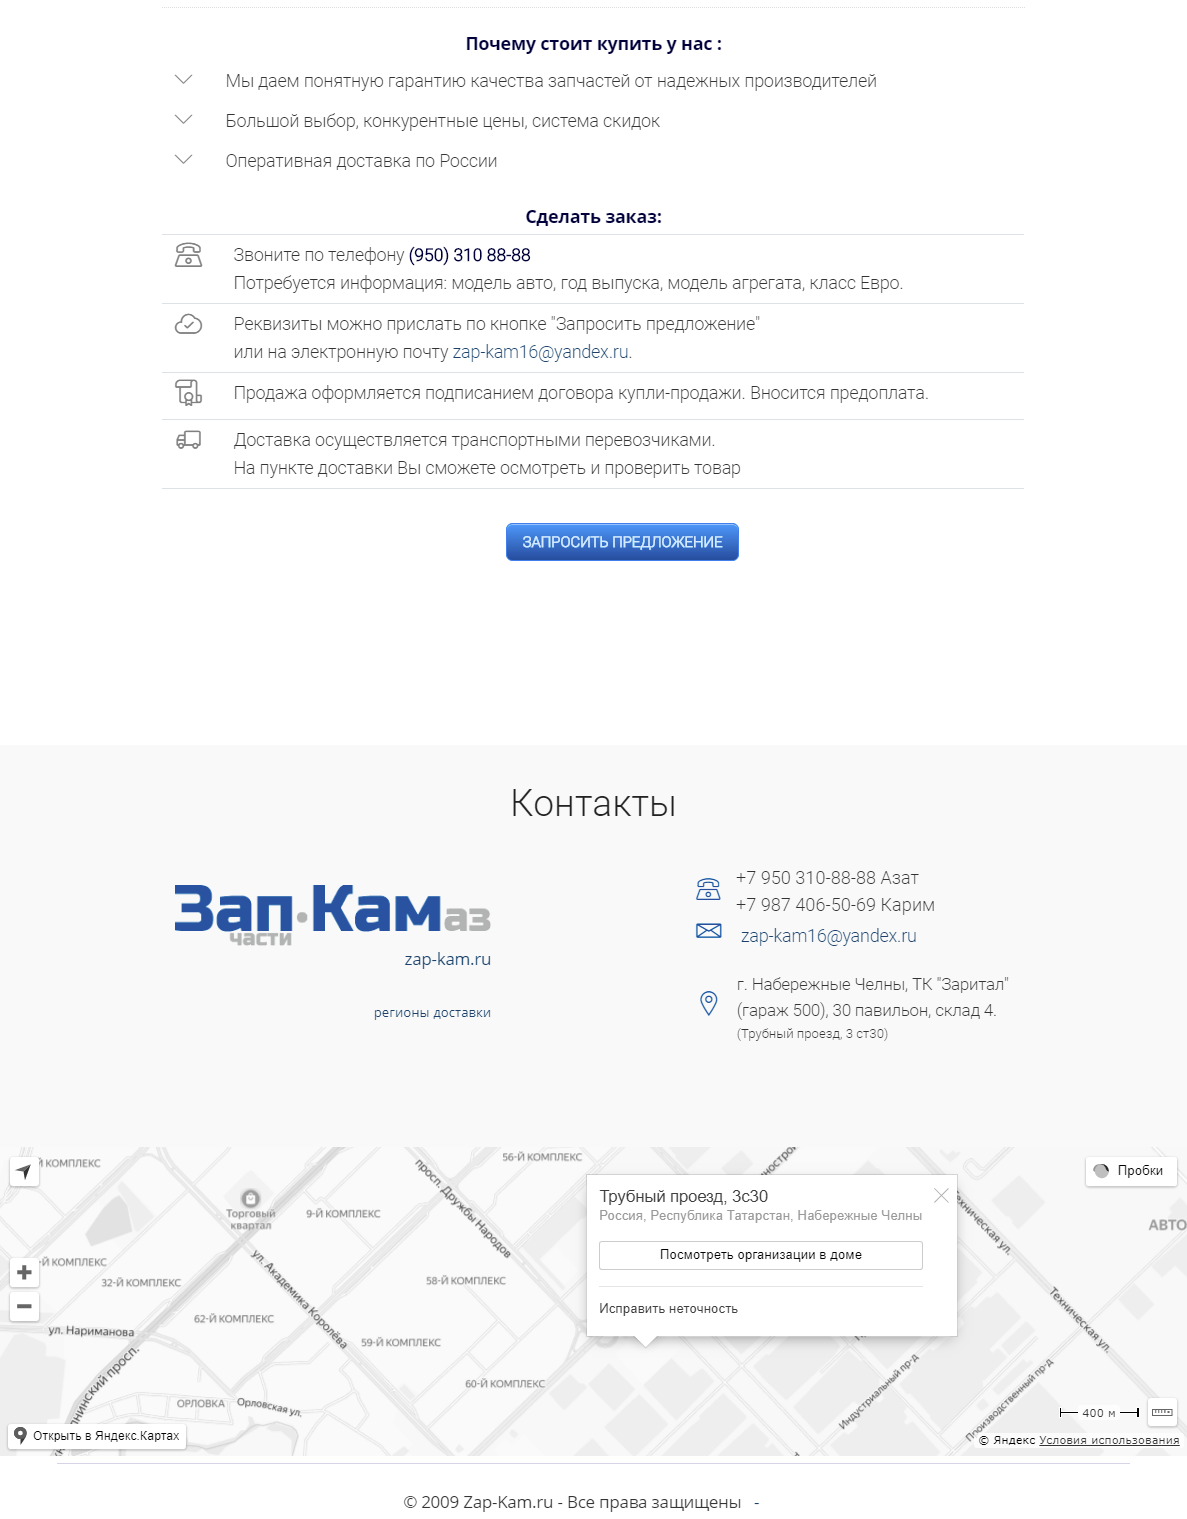 Почему стоит купить у нас :
Мы даем понятную гарантию качества запчастей от надежных производителей
Большой выбор, конкурентные цены, система скидок
Оперативная доставка по России
Сделать заказ:
Звоните по телефону (950) 310 88-88
Потребуется информация: модель авто, год выпуска, модель агрегата, класс Евро.
Реквизиты можно прислать по кнопке "Запросить предложение"
или на электронную почту zap-kam16@yandex.ru.
Продажа оформляется подписанием договора купли-продажи. Вносится предоплата.
Доставка осуществляется транспортными перевозчиками.
На пункте доставки Вы сможете осмотреть и проверить товар
ЗАПРОСИТЬ ПРЕДЛОЖЕНИЕ
Контакты
Зап•Камаз
части
zap-kam.ru
регионы доставки
+7 950 310-88-88 Азат
+7 987 406-50-69 Карим
zap-kam16@yandex.ru
г. Набережные Челны, ТК "Заритал"
(гараж 500), 30 павильон, склад 4.
(Трубный проезд, 3 ст30)
Й КОМПЛЕКС
56-Й КОМПЛЕКС
просп. Дружбы Народов
Торговый
квартал
9-Й КОМПЛЕКС
Й КОМПЛЕКС
32-Й КОМПЛЕКС
58-Й КОМПЛЕКС
ул. Академика Королёва
62-Й КОМПЛЕКС
ул. Нариманова
59-Й КОМПЛЕКС
60-Й КОМПЛЕКС
ОРЛОВКА
Орловская ул.
Трубный проезд, 3с30
Россия, Республика Татарстан, Набережные Челны
Посмотреть организации в доме
Исправить неточность
Пробки
АВТО
Техническая ул.
Техническая ул.
Индустриальный пр-д
Производственный пр-д
400 м
Открыть в Яндекс.Картах
© Яндекс Условия использования
© 2009 Zap-Kam.ru - Все права защищены -